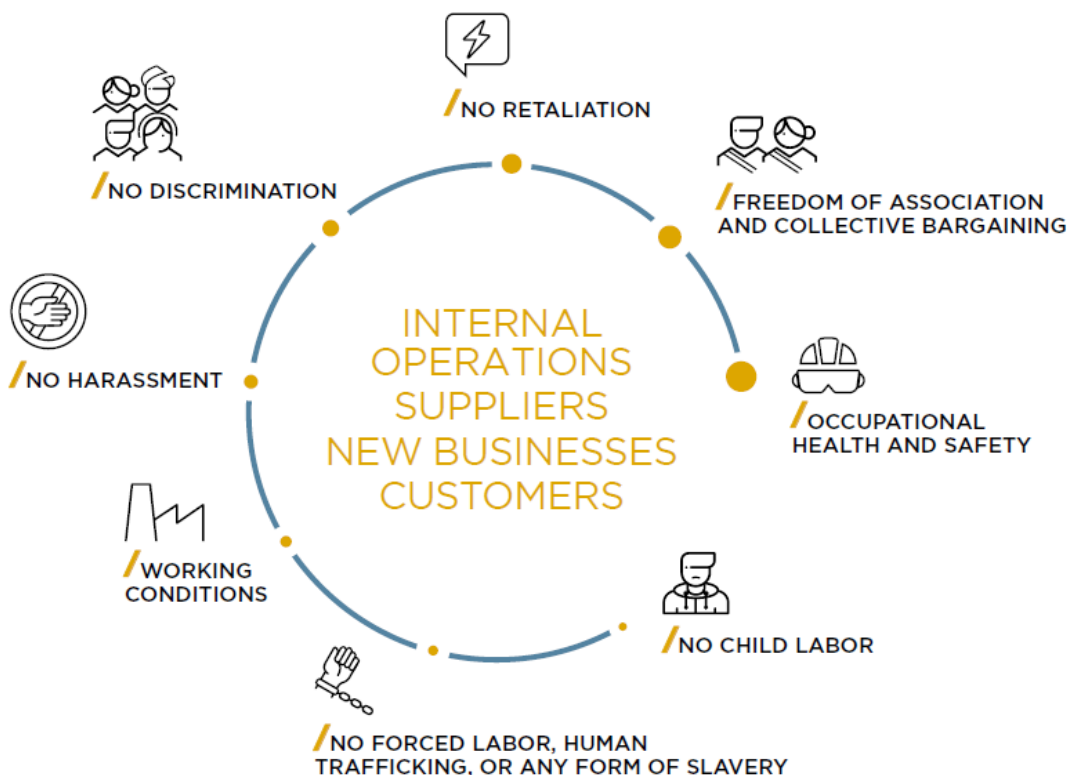 /NO RETALIATION
/NO DISCRIMINATION
/FREEDOM OF ASSOCIATION
AND COLLECTIVE BARGAINING
/NO HARASSMENT
INTERNAL
OPERATIONS
SUPPLIERS
NEW BUSINESSES
CUSTOMERS
/OCCUPATIONAL
HEALTH AND SAFETY
/WORKING
CONDITIONS
/NO CHILD LABOR
/NO FORCED LABOR, HUMAN
TRAFFICKING, OR ANY FORM OF SLAVERY